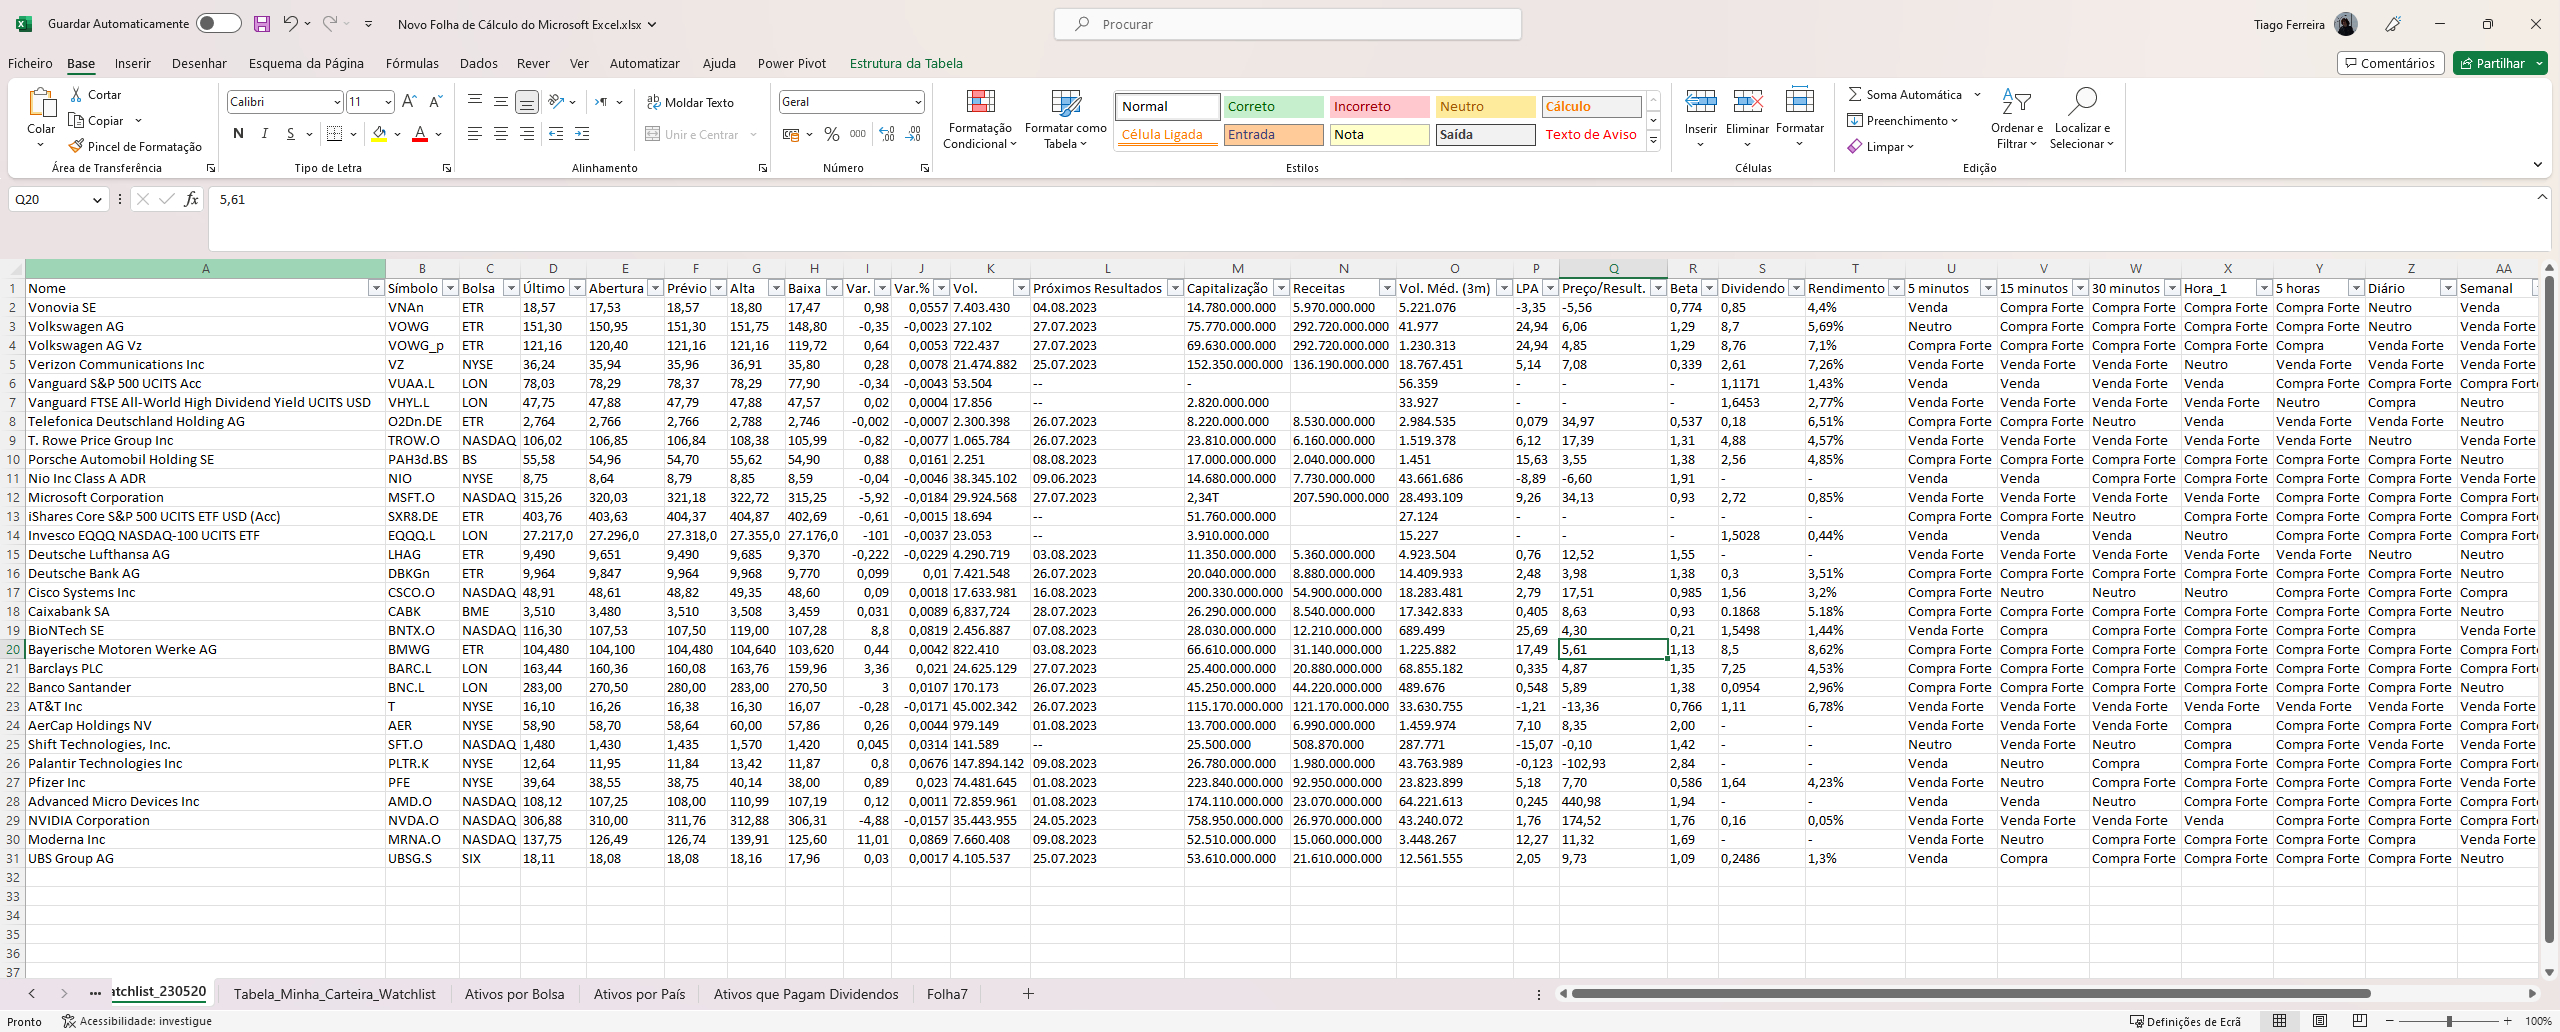 Guardar Automaticamente Novo Folha de Cálculo do Microsoft Excel.xlsx Procurar Tiago Ferreira
Ficheiro Base Inserir Desenhar Esquema da Página Fórmulas Dados Rever Ver Automatizar Ajuda Power Pivot Estrutura da Tabela Comentários Partilhar
Colar Cortar Copiar Pincel de Formatação Área de Transferência
Calibri 11 N I S Tipo de Letra
Moldar Texto Unir e Centrar Alinhamento
Geral % 000 Número
Formatação Condicional Formatar como Tabela Normal Correto Incorreto Neutro Cálculo Célula Ligada Entrada Nota Saída Texto de Aviso Estilos
Inserir Eliminar Formatar Células
Soma Automática Preenchimento Limpar Ordenar e Filtrar Localizar e Selecionar Edição
Q20 fx 5,61
A B C D E F G H I J K L M N O P Q R S T U V W X Y Z AA
1 Nome Símbolo Bolsa Último Abertura Prévio Alta Baixa Var. Var.% Vol. Próximos Resultados Capitalização Receitas Vol. Méd. (3m) LPA Preço/Result. Beta Dividendo Rendimento 5 minutos 15 minutos 30 minutos Hora_1 5 horas Diário Semanal
2 Vonovia SE VNAn ETR 18,57 17,53 18,57 18,80 17,47 0,98 0,0557 7.403.430 04.08.2023 14.780.000.000 5.970.000.000 5.221.076 -3,35 -5,56 0,774 0,85 4,4% Venda Compra Forte Compra Forte Compra Forte Compra Forte Neutro Venda
3 Volkswagen AG VOWG ETR 151,30 150,95 151,30 151,75 148,80 -0,35 -0,0023 27.102 27.07.2023 75.770.000.000 292.720.000.000 41.977 24,94 6,06 1,29 8,7 5,69% Neutro Compra Forte Compra Forte Compra Forte Compra Forte Neutro Venda Forte
4 Volkswagen AG Vz VOWG_p ETR 121,16 120,40 121,16 121,16 119,72 0,64 0,0053 722.437 27.07.2023 69.630.000.000 292.720.000.000 1.230.313 24,94 4,85 1,29 8,76 7,1% Compra Forte Compra Forte Compra Forte Compra Forte Compra Venda Forte Venda Forte
5 Verizon Communications Inc VZ NYSE 36,24 35,94 35,96 36,91 35,80 0,28 0,0078 21.474.882 25.07.2023 152.350.000.000 136.190.000.000 18.767.451 5,14 7,08 0,339 2,61 7,26% Venda Forte Venda Forte Venda Forte Neutro Venda Forte Venda Forte Venda Forte
6 Vanguard S&P 500 UCITS Acc VUAA.L LON 78,03 78,29 78,37 78,29 77,90 -0,34 -0,0043 53.504 -- - 56.359 - - - 1,1171 1,43% Venda Venda Venda Forte Venda Compra Forte Compra Forte Compra Fort
7 Vanguard FTSE All-World High Dividend Yield UCITS USD VHYL.L LON 47,75 47,88 47,79 47,88 47,57 0,02 0,0004 17.856 -- 2.820.000.000 33.927 - - - 1,6453 2,77% Venda Forte Venda Forte Venda Forte Venda Forte Neutro Compra Neutro
8 Telefonica Deutschland Holding AG O2Dn.DE ETR 2,764 2,766 2,766 2,788 2,746 -0,002 -0,0007 2.300.398 26.07.2023 8.220.000.000 8.530.000.000 2.984.535 0,079 34,97 0,537 0,18 6,51% Compra Forte Compra Forte Neutro Venda Venda Forte Venda Forte Neutro
9 T. Rowe Price Group Inc TROW.O NASDAQ 106,02 106,85 106,84 108,38 105,99 -0,82 -0,0077 1.065.784 26.07.2023 23.810.000.000 6.160.000.000 1.519.378 6,12 17,39 1,31 4,88 4,57% Venda Forte Venda Forte Venda Forte Venda Forte Venda Forte Neutro Venda Forte
10 Porsche Automobil Holding SE PAH3d.BS BS 55,58 54,96 54,70 55,62 54,90 0,88 0,0161 2.251 08.08.2023 17.000.000.000 2.040.000.000 1.451 15,63 3,55 1,38 2,56 4,85% Compra Forte Compra Forte Compra Forte Compra Forte Compra Forte Compra Forte Neutro
11 Nio Inc Class A ADR NIO NYSE 8,75 8,64 8,79 8,85 8,59 -0,04 -0,0046 38.345.102 09.06.2023 14.680.000.000 7.730.000.000 43.661.686 -8,89 -6,60 1,91 - - Venda Venda Compra Forte Compra Forte Compra Forte Compra Forte Venda Forte
12 Microsoft Corporation MSFT.O NASDAQ 315,26 320,03 321,18 322,72 315,25 -5,92 -0,0184 29.924.568 27.07.2023 2,34T 207.590.000.000 28.493.109 9,26 34,13 0,93 2,72 0,85% Venda Forte Venda Forte Venda Forte Venda Forte Compra Forte Compra Forte Compra Fort
13 iShares Core S&P 500 UCITS ETF USD (Acc) SXR8.DE ETR 403,76 403,63 404,37 404,87 402,69 -0,61 -0,0015 18.694 -- 51.760.000.000 27.124 - - - - - Compra Forte Compra Forte Neutro Compra Forte Compra Forte Compra Forte Compra Fort
14 Invesco EQQQ NASDAQ-100 UCITS ETF EQQQ.L LON 27.217,0 27.296,0 27.318,0 27.355,0 27.176,0 -101 -0,0037 23.053 -- 3.910.000.000 15.227 - - - 1,5028 0,44% Venda Venda Venda Neutro Compra Forte Compra Forte Compra Fort
15 Deutsche Lufthansa AG LHAG ETR 9,490 9,651 9,490 9,685 9,370 -0,222 -0,0229 4.290.719 03.08.2023 11.350.000.000 5.360.000.000 4.923.504 0,76 12,52 1,55 - - Venda Forte Venda Forte Venda Forte Venda Forte Venda Forte Neutro Neutro
16 Deutsche Bank AG DBKGn ETR 9,964 9,847 9,964 9,968 9,770 0,099 0,01 7.421.548 26.07.2023 20.040.000.000 8.880.000.000 14.409.933 2,48 3,98 1,38 0,3 3,51% Compra Forte Compra Forte Compra Forte Compra Forte Compra Forte Compra Forte Neutro
17 Cisco Systems Inc CSCO.O NASDAQ 48,91 48,61 48,82 49,35 48,60 0,09 0,0018 17.633.981 16.08.2023 200.330.000.000 54.900.000.000 18.283.481 2,79 17,51 0,985 1,56 3,2% Compra Forte Neutro Neutro Neutro Compra Forte Compra Forte Compra
18 Caixabank SA CABK BME 3,510 3,480 3,510 3,508 3,459 0,031 0,0089 6,837,724 28.07.2023 26.290.000.000 8.540.000.000 17.342.833 0,405 8,63 0,93 0.1868 5.18% Compra Forte Compra Forte Compra Forte Compra Forte Compra Forte Compra Forte Neutro
19 BioNTech SE BNTX.O NASDAQ 116,30 107,53 107,50 119,00 107,28 8,8 0,0819 2.456.887 07.08.2023 28.030.000.000 12.210.000.000 689.499 25,69 4,30 0,21 1,5498 1,44% Venda Forte Compra Compra Forte Compra Forte Compra Forte Compra Venda Forte
20 Bayerische Motoren Werke AG BMWG ETR 104,480 104,100 104,480 104,640 103,620 0,44 0,0042 822.410 03.08.2023 66.610.000.000 31.140.000.000 1.225.882 17,49 5,61 1,13 8,5 8,62% Compra Forte Compra Forte Compra Forte Compra Forte Compra Forte Compra Forte Compra Fort
21 Barclays PLC BARC.L LON 163,44 160,36 160,08 163,76 159,96 3,36 0,021 24.625.129 27.07.2023 25.400.000.000 20.880.000.000 68.855.182 0,335 4,87 1,35 7,25 4,53% Compra Forte Compra Forte Compra Forte Compra Forte Compra Forte Compra Forte Compra Fort
22 Banco Santander BNC.L LON 283,00 270,50 280,00 283,00 270,50 3 0,0107 170.173 26.07.2023 45.250.000.000 44.220.000.000 489.676 0,548 5,89 1,38 0,0954 2,96% Compra Forte Compra Forte Compra Forte Compra Forte Compra Forte Compra Forte Neutro
23 AT&T Inc T NYSE 16,10 16,26 16,38 16,30 16,07 -0,28 -0,0171 45.002.342 26.07.2023 115.170.000.000 121.170.000.000 33.630.755 -1,21 -13,36 0,766 1,11 6,78% Venda Forte Venda Forte Venda Forte Venda Forte Venda Forte Venda Forte Venda Forte
24 AerCap Holdings NV AER NYSE 58,90 58,70 58,64 60,00 57,86 0,26 0,0044 979.149 01.08.2023 13.700.000.000 6.990.000.000 1.459.974 7,10 8,35 2,00 - - Venda Forte Venda Forte Venda Forte Compra Compra Forte Compra Forte Compra Fort
25 Shift Technologies, Inc. SFT.O NASDAQ 1,480 1,430 1,435 1,570 1,420 0,045 0,0314 141.589 -- 25.500.000 508.870.000 287.771 -15,07 -0,10 1,42 - - Neutro Venda Forte Neutro Compra Compra Forte Venda Forte Venda Forte
26 Palantir Technologies Inc PLTR.K NYSE 12,64 11,95 11,84 13,42 11,87 0,8 0,0676 147.894.142 09.08.2023 26.780.000.000 1.980.000.000 43.763.989 -0,123 -102,93 2,84 - - Venda Neutro Compra Compra Forte Compra Forte Compra Forte Compra Fort
27 Pfizer Inc PFE NYSE 39,64 38,55 38,75 40,14 38,00 0,89 0,023 74.481.645 01.08.2023 223.840.000.000 92.950.000.000 23.823.899 5,18 7,70 0,586 1,64 4,23% Venda Forte Neutro Compra Forte Compra Forte Compra Forte Compra Forte Venda Forte
28 Advanced Micro Devices Inc AMD.O NASDAQ 108,12 107,25 108,00 110,99 107,19 0,12 0,0011 72.859.961 01.08.2023 174.110.000.000 23.070.000.000 64.221.613 0,245 440,98 1,94 - - Venda Venda Neutro Compra Forte Compra Forte Compra Forte Compra Fort
29 NVIDIA Corporation NVDA.O NASDAQ 306,88 310,00 311,76 312,88 306,31 -4,88 -0,0157 35.443.955 24.05.2023 758.950.000.000 26.970.000.000 43.240.072 1,76 174,52 1,76 0,16 0,05% Venda Forte Venda Forte Venda Forte Venda Compra Forte Compra Forte Compra Fort
30 Moderna Inc MRNA.O NASDAQ 137,75 126,49 126,74 139,91 125,60 11,01 0,0869 7.660.408 09.08.2023 52.510.000.000 15.060.000.000 3.448.267 12,27 11,32 1,69 - - Venda Forte Neutro Compra Forte Compra Forte Compra Forte Compra Venda Forte
31 UBS Group AG UBSG.S SIX 18,11 18,08 18,08 18,16 17,96 0,03 0,0017 4.105.537 25.07.2023 53.610.000.000 21.610.000.000 12.561.555 2,05 9,73 1,09 0,2486 1,3% Venda Compra Compra Forte Compra Forte Compra Forte Compra Forte Neutro
32
33
34
35
36
37
atchlist_230520 Tabela_Minha_Carteira_Watchlist Ativos por Bolsa Ativos por País Ativos que Pagam Dividendos Folha7
Pronto Acessibilidade: investigue Definições de Ecrã 100%